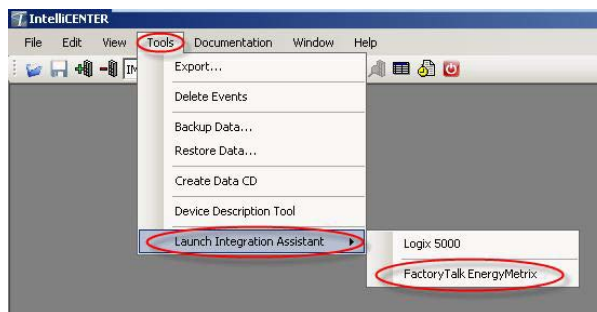 IntelliCENTER
File Edit View Tools Documentation Window Help
Export...
Delete Events
Backup Data...
Restore Data...
Create Data CD
Device Description Tool
Launch Integration Assistant
Logix 5000
FactoryTalk EnergyMetrix